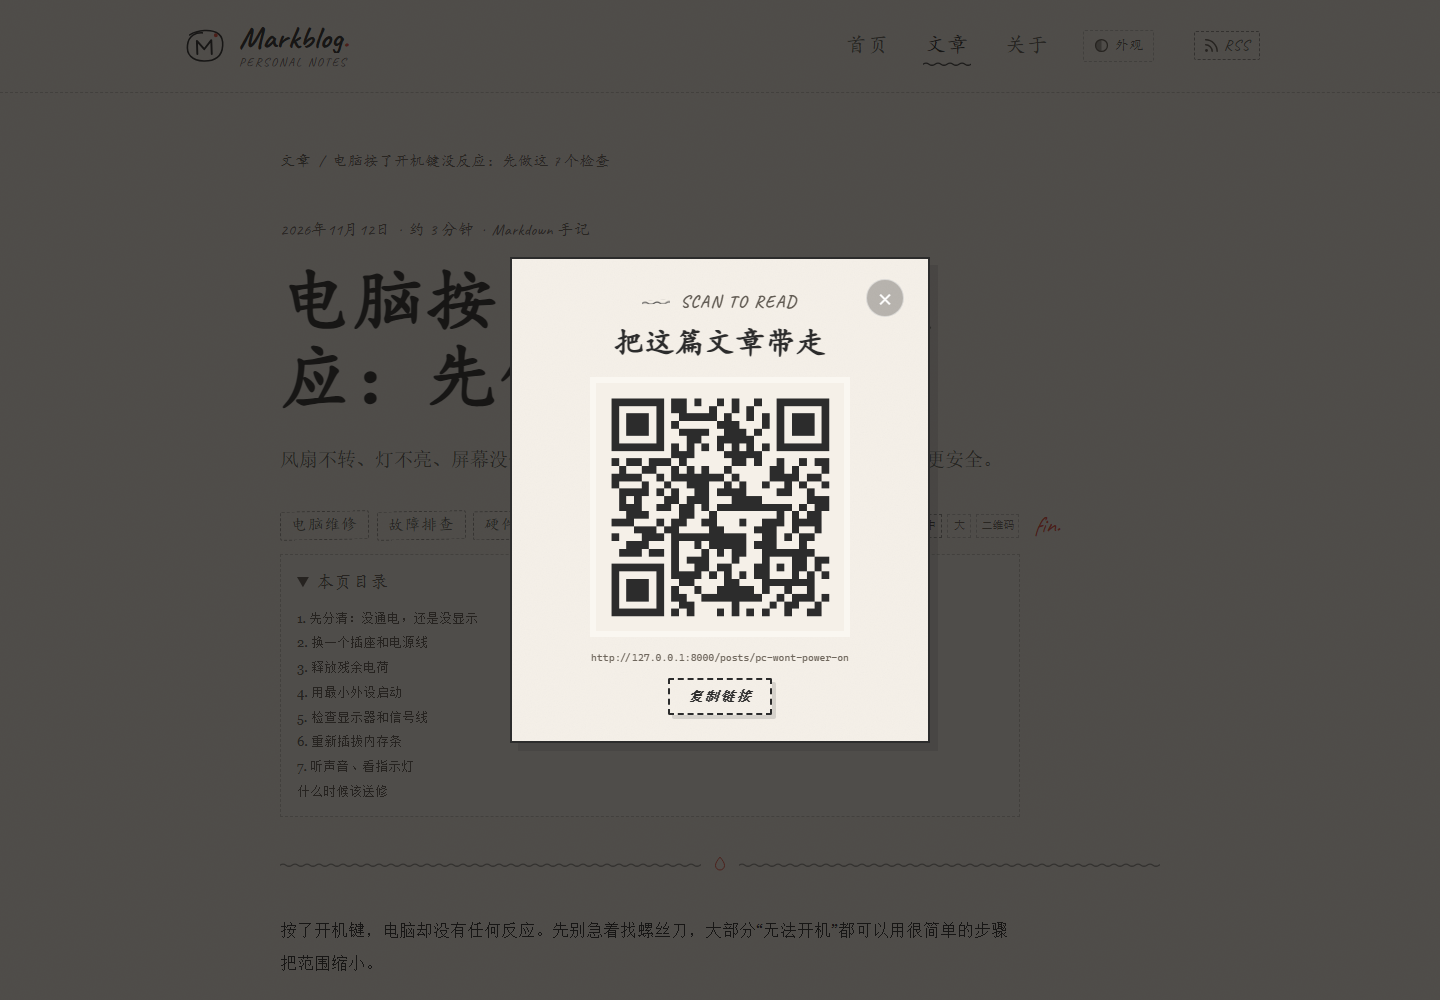 Markblog.
PERSONAL NOTES
首页
文章
关于
外观
RSS
文章 / 电脑按了开机键没反应：先做这 7 个检查
2026年11月12日 · 约 3 分钟 · Markdown 手记
电脑按
应：先
风扇不转、灯不亮、屏幕没
更安全。
电脑维修
故障排查
硬件
大
二维码
fin.
▼ 本页目录
1. 先分清：没通电，还是没显示
2. 换一个插座和电源线
3. 释放残余电荷
4. 用最小外设启动
5. 检查显示器和信号线
6. 重新插拔内存条
7. 听声音、看指示灯
什么时候该送修
SCAN TO READ
把这篇文章带走
http://127.0.0.1:8000/posts/pc-wont-power-on
复制链接
按了开机键，电脑却没有任何反应。先别急着找螺丝刀，大部分“无法开机”都可以用很简单的步骤
把范围缩小。